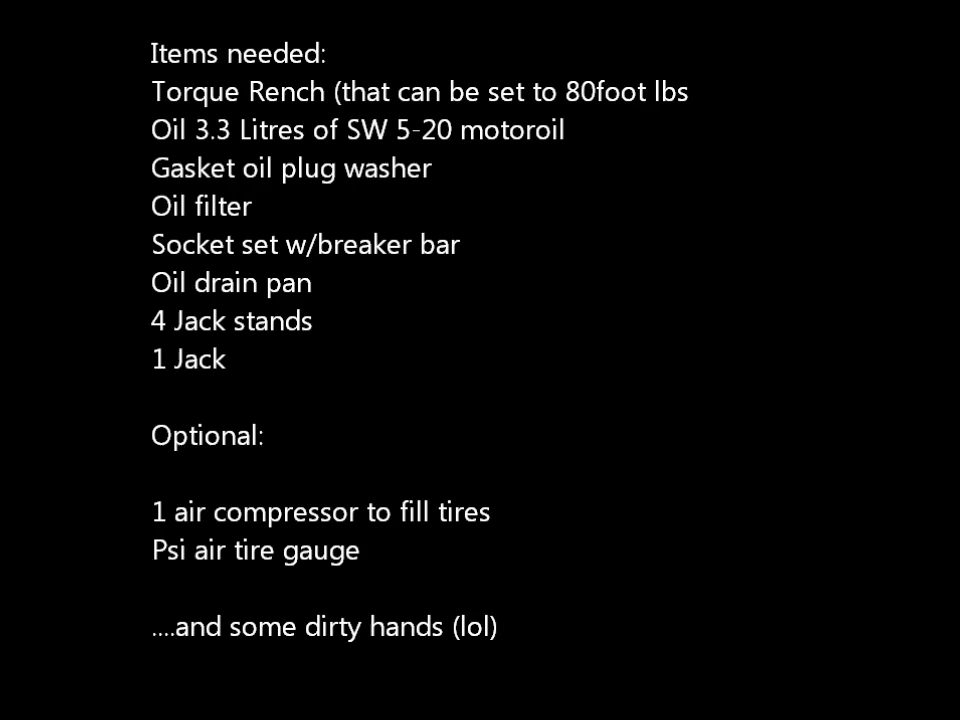 Items needed:
Torque Rench (that can be set to 80foot lbs
Oil 3.3 Litres of SW 5-20 motoroil
Gasket oil plug washer
Oil filter
Socket set w/breaker bar
Oil drain pan
4 Jack stands
1 Jack
Optional:
1 air compressor to fill tires
Psi air tire gauge
....and some dirty hands (lol)